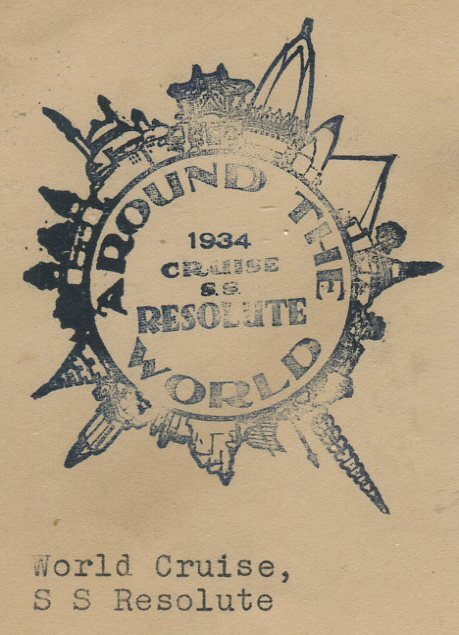 AROUND THE
WORLD
1934
CRUISE
S.S.
RESOLUTE
World Cruise,
S S Resolute